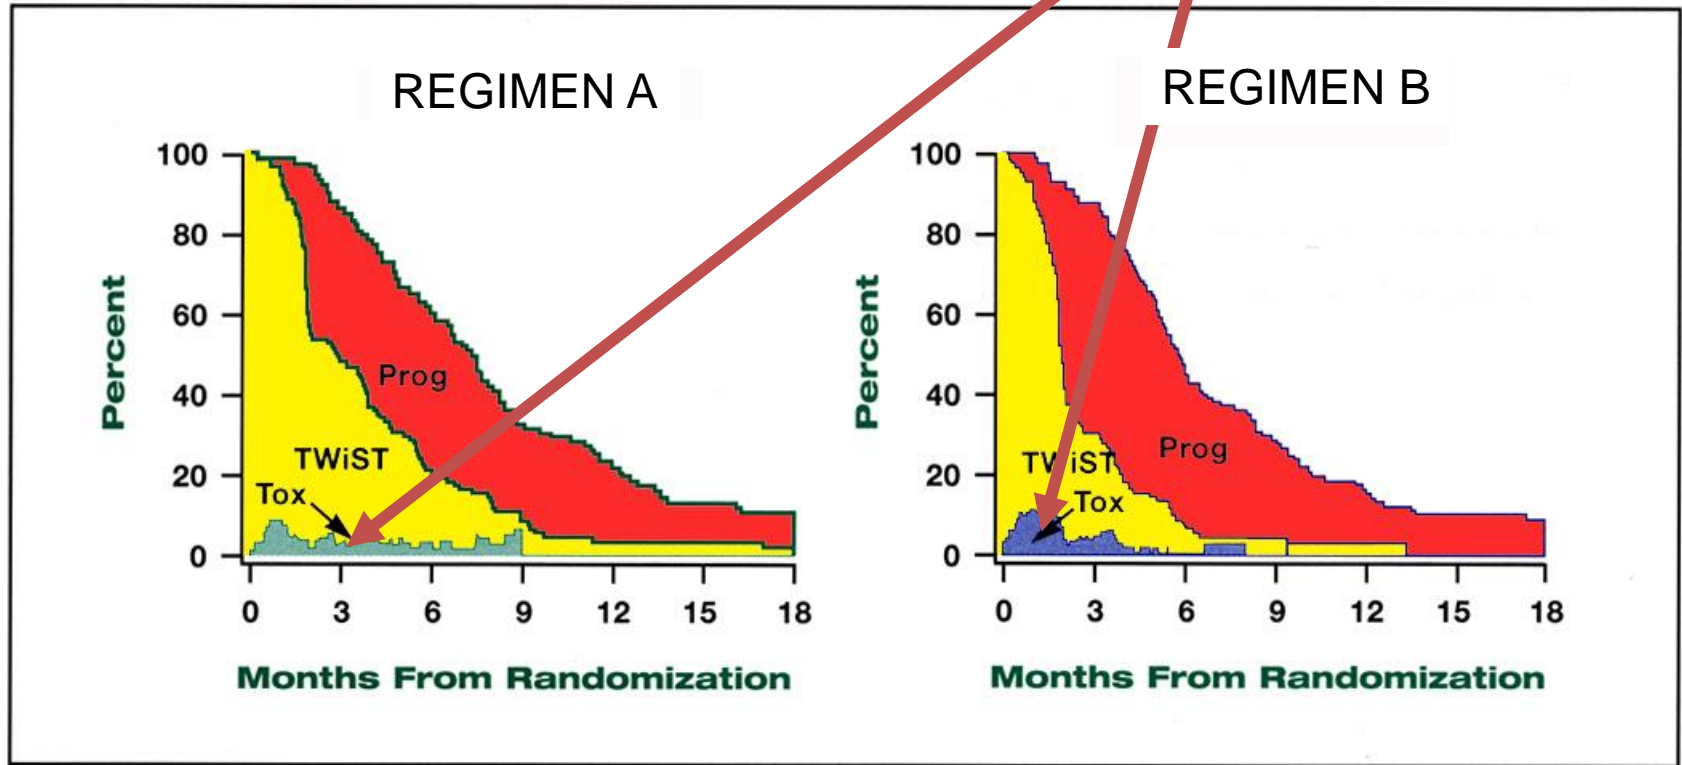 REGIMEN A
100
80
60
40
20
0
Percent
Prog
TWiST
Tox
0 3 6 9 12 15 18
Months From Randomization
REGIMEN B
100
80
60
40
20
0
Percent
Prog
TWiST
Tox
0 3 6 9 12 15 18
Months From Randomization